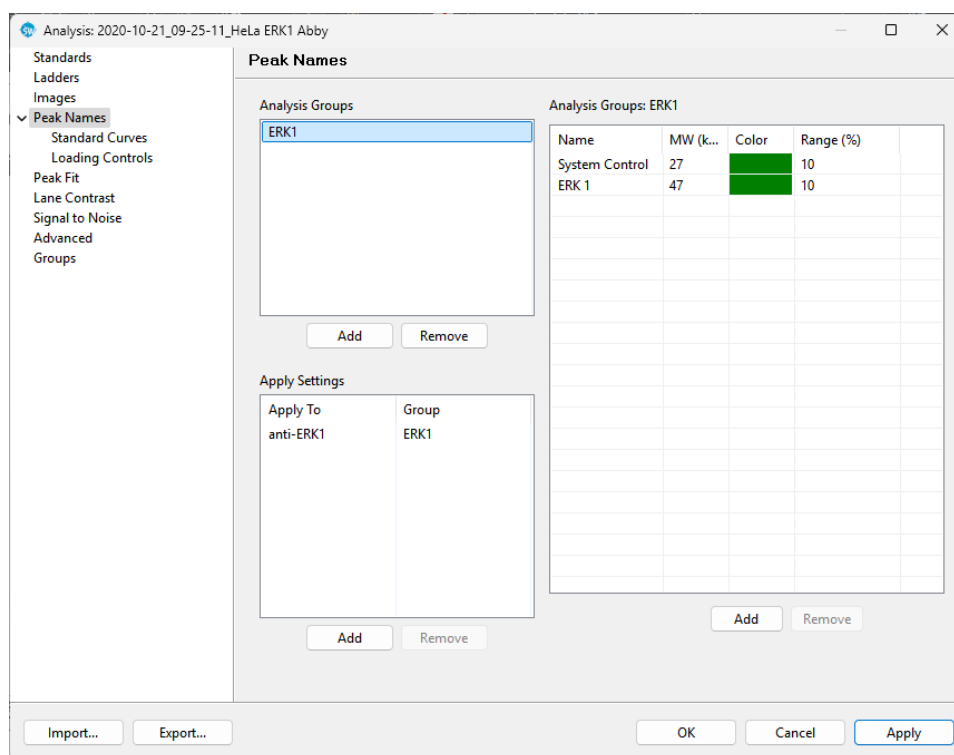 SW
Analysis: 2020-10-21_09-25-11_HeLa ERK1 Abby
Standards
Ladders
Images
Peak Names
Standard Curves
Loading Controls
Peak Fit
Lane Contrast
Signal to Noise
Advanced
Groups
Peak Names
Analysis Groups
ERK1
Add Remove
Apply Settings
Apply To Group
anti-ERK1 ERK1
Add Remove
Analysis Groups: ERK1
Name MW (k... Color Range (%)
System Control 27 10
ERK 1 47 10
Add Remove
Import... Export... OK Cancel Apply